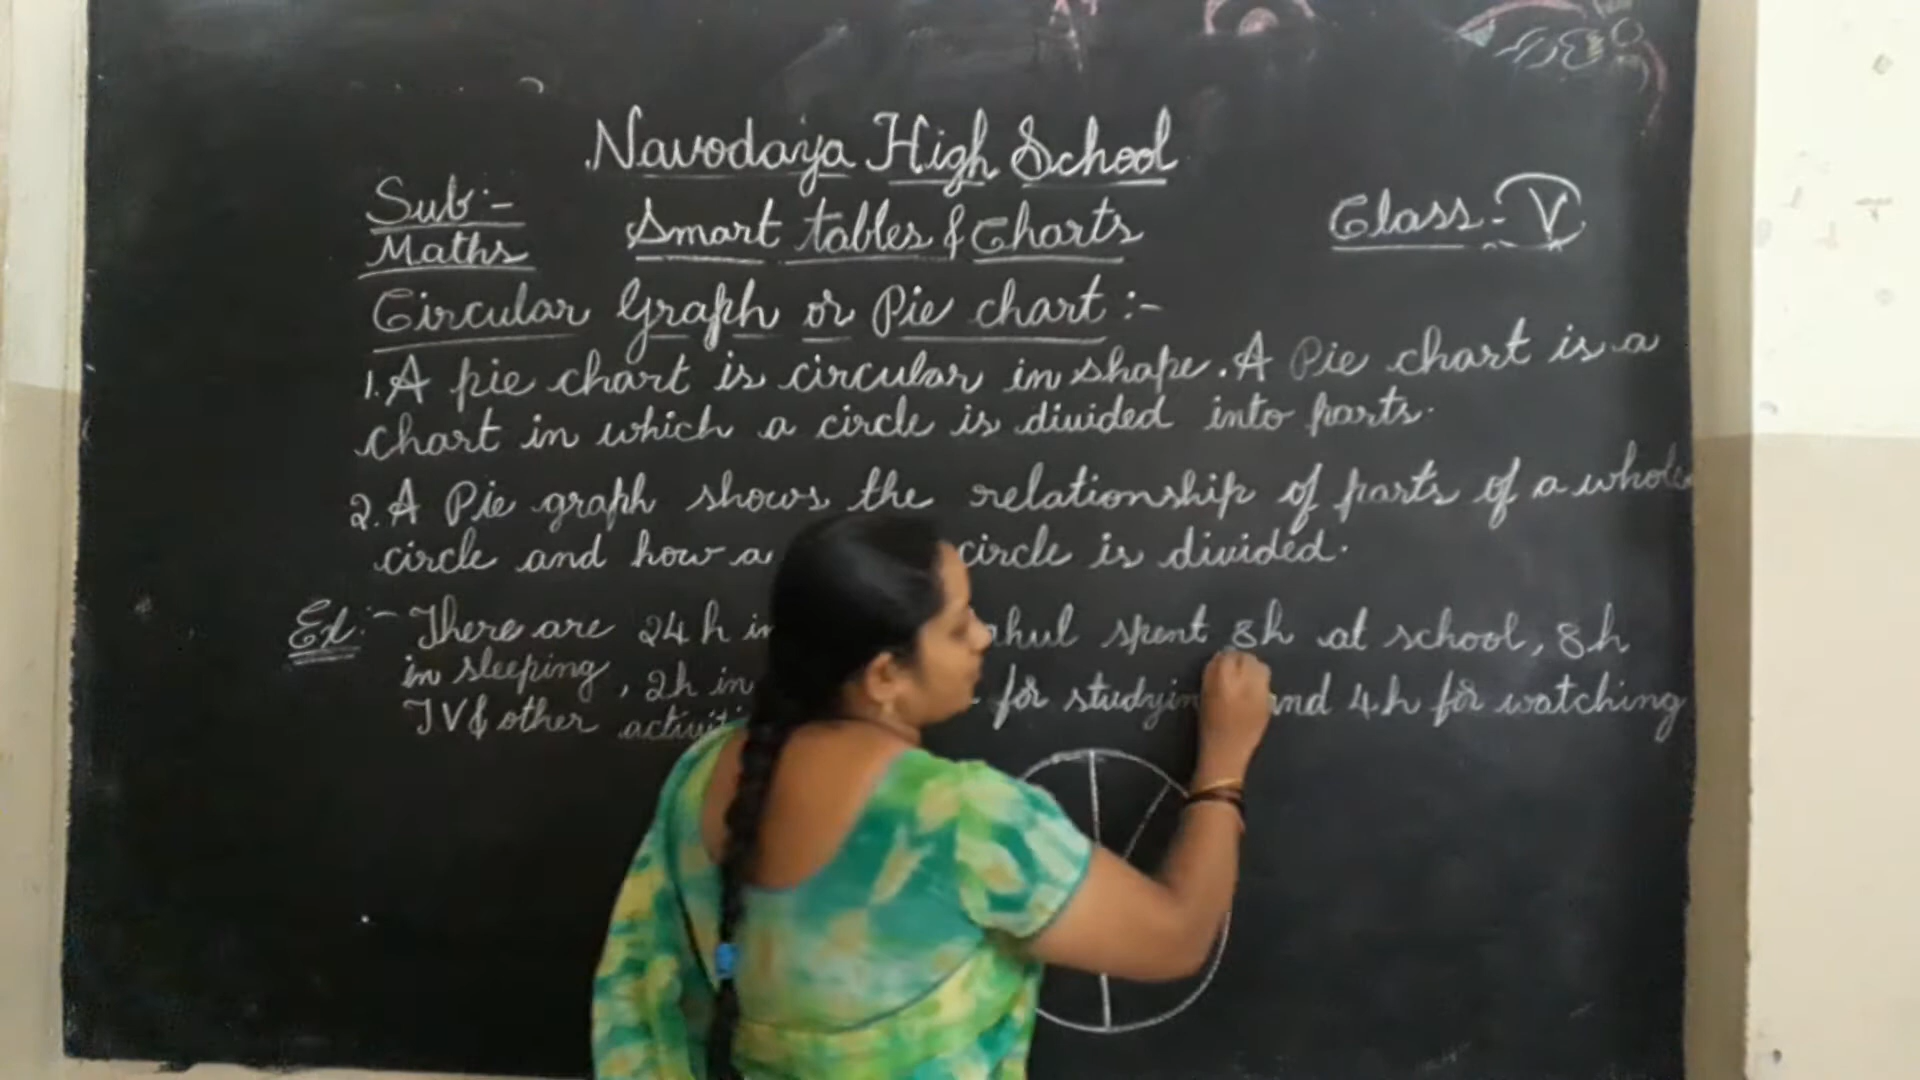 Navodaya High School
Sub:-
Maths
Smart tables & Charts
Class - V
Circular Graph or Pie chart :-
1. A pie chart is circular in shape. A Pie chart is a
chart in which a circle is divided into parts.
2. A Pie graph shows the relationship of parts of a whole
circle and how a circle is divided.
Ex:- There are 24 h in spent 8h at school, 8h
in sleeping, 2h in for and 4h for watching
TV & other